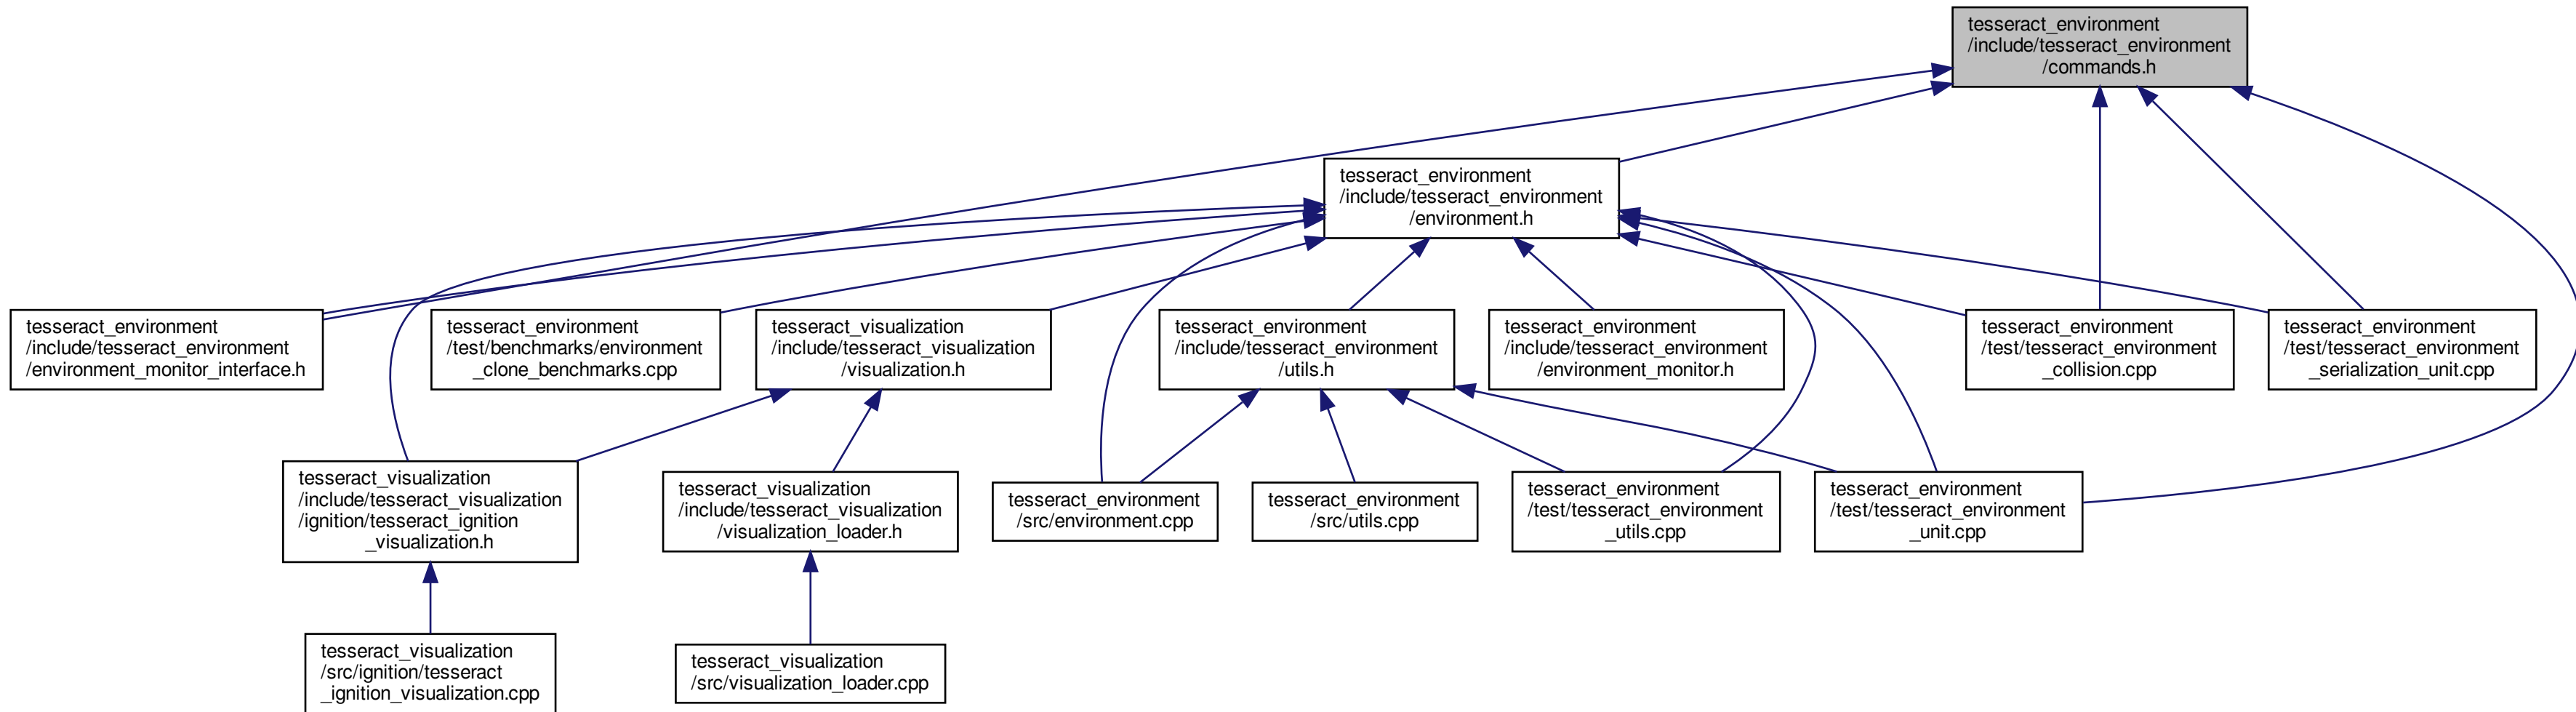 tesseract_environment
/include/tesseract_environment
/commands.h
tesseract_environment
/include/tesseract_environment
/environment.h
tesseract_environment
/include/tesseract_environment
/environment_monitor_interface.h
tesseract_environment
/test/benchmarks/environment
_clone_benchmarks.cpp
tesseract_visualization
/include/tesseract_visualization
/visualization.h
tesseract_environment
/include/tesseract_environment
/utils.h
tesseract_environment
/include/tesseract_environment
/environment_monitor.h
tesseract_environment
/test/tesseract_environment
_collision.cpp
tesseract_environment
/test/tesseract_environment
_serialization_unit.cpp
tesseract_visualization
/include/tesseract_visualization
/ignition/tesseract_ignition
_visualization.h
tesseract_visualization
/include/tesseract_visualization
/visualization_loader.h
tesseract_environment
/src/environment.cpp
tesseract_environment
/src/utils.cpp
tesseract_environment
/test/tesseract_environment
_utils.cpp
tesseract_environment
/test/tesseract_environment
_unit.cpp
tesseract_visualization
/src/ignition/tesseract
_ignition_visualization.cpp
tesseract_visualization
/src/visualization_loader.cpp